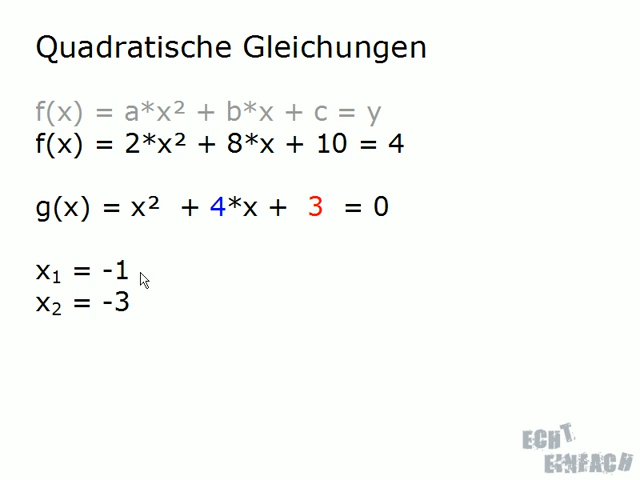 Quadratische Gleichungen
f(x) = a*x² + b*x + c = y
f(x) = 2*x² + 8*x + 10 = 4
g(x) = x² + 4*x + 3 = 0
x₁ = -1
x₂ = -3
ECHT
EINFACH